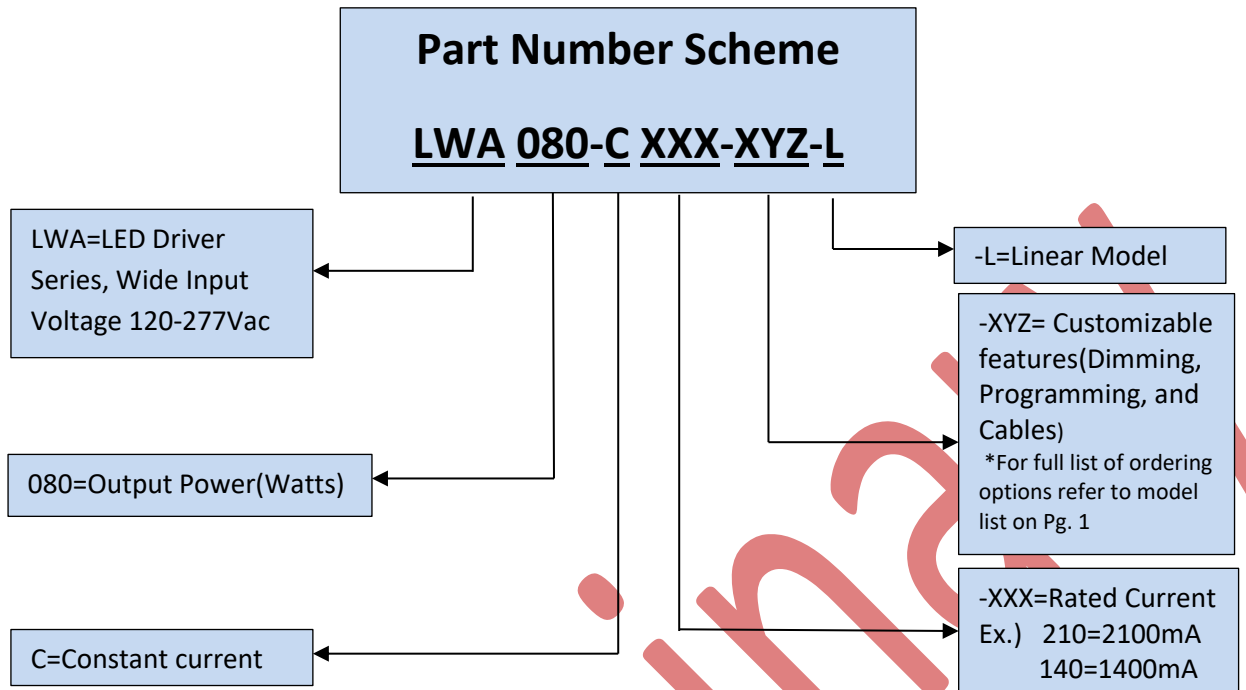 Part Number Scheme
LWA 080-C XXX-XYZ-L
LWA=LED Driver
Series, Wide Input
Voltage 120-277Vac
-L=Linear Model
-XYZ= Customizable
features(Dimming,
Programming, and
Cables)
*For full list of ordering
options refer to model
list on Pg. 1
080=Output Power(Watts)
-XXX=Rated Current
Ex.) 210=2100mA
140=1400mA
C=Constant current